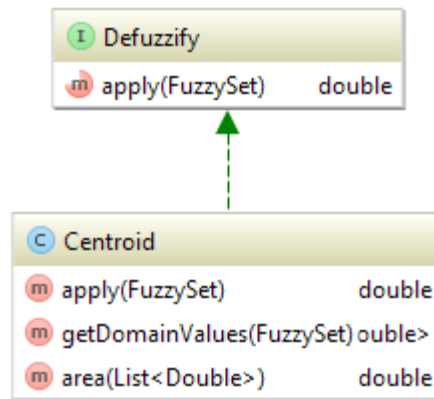 I Defuzzify
m apply(FuzzySet) double
C Centroid
m apply(FuzzySet) double
m getDomainValues(FuzzySet) ouble>
m area(List<Double>) double